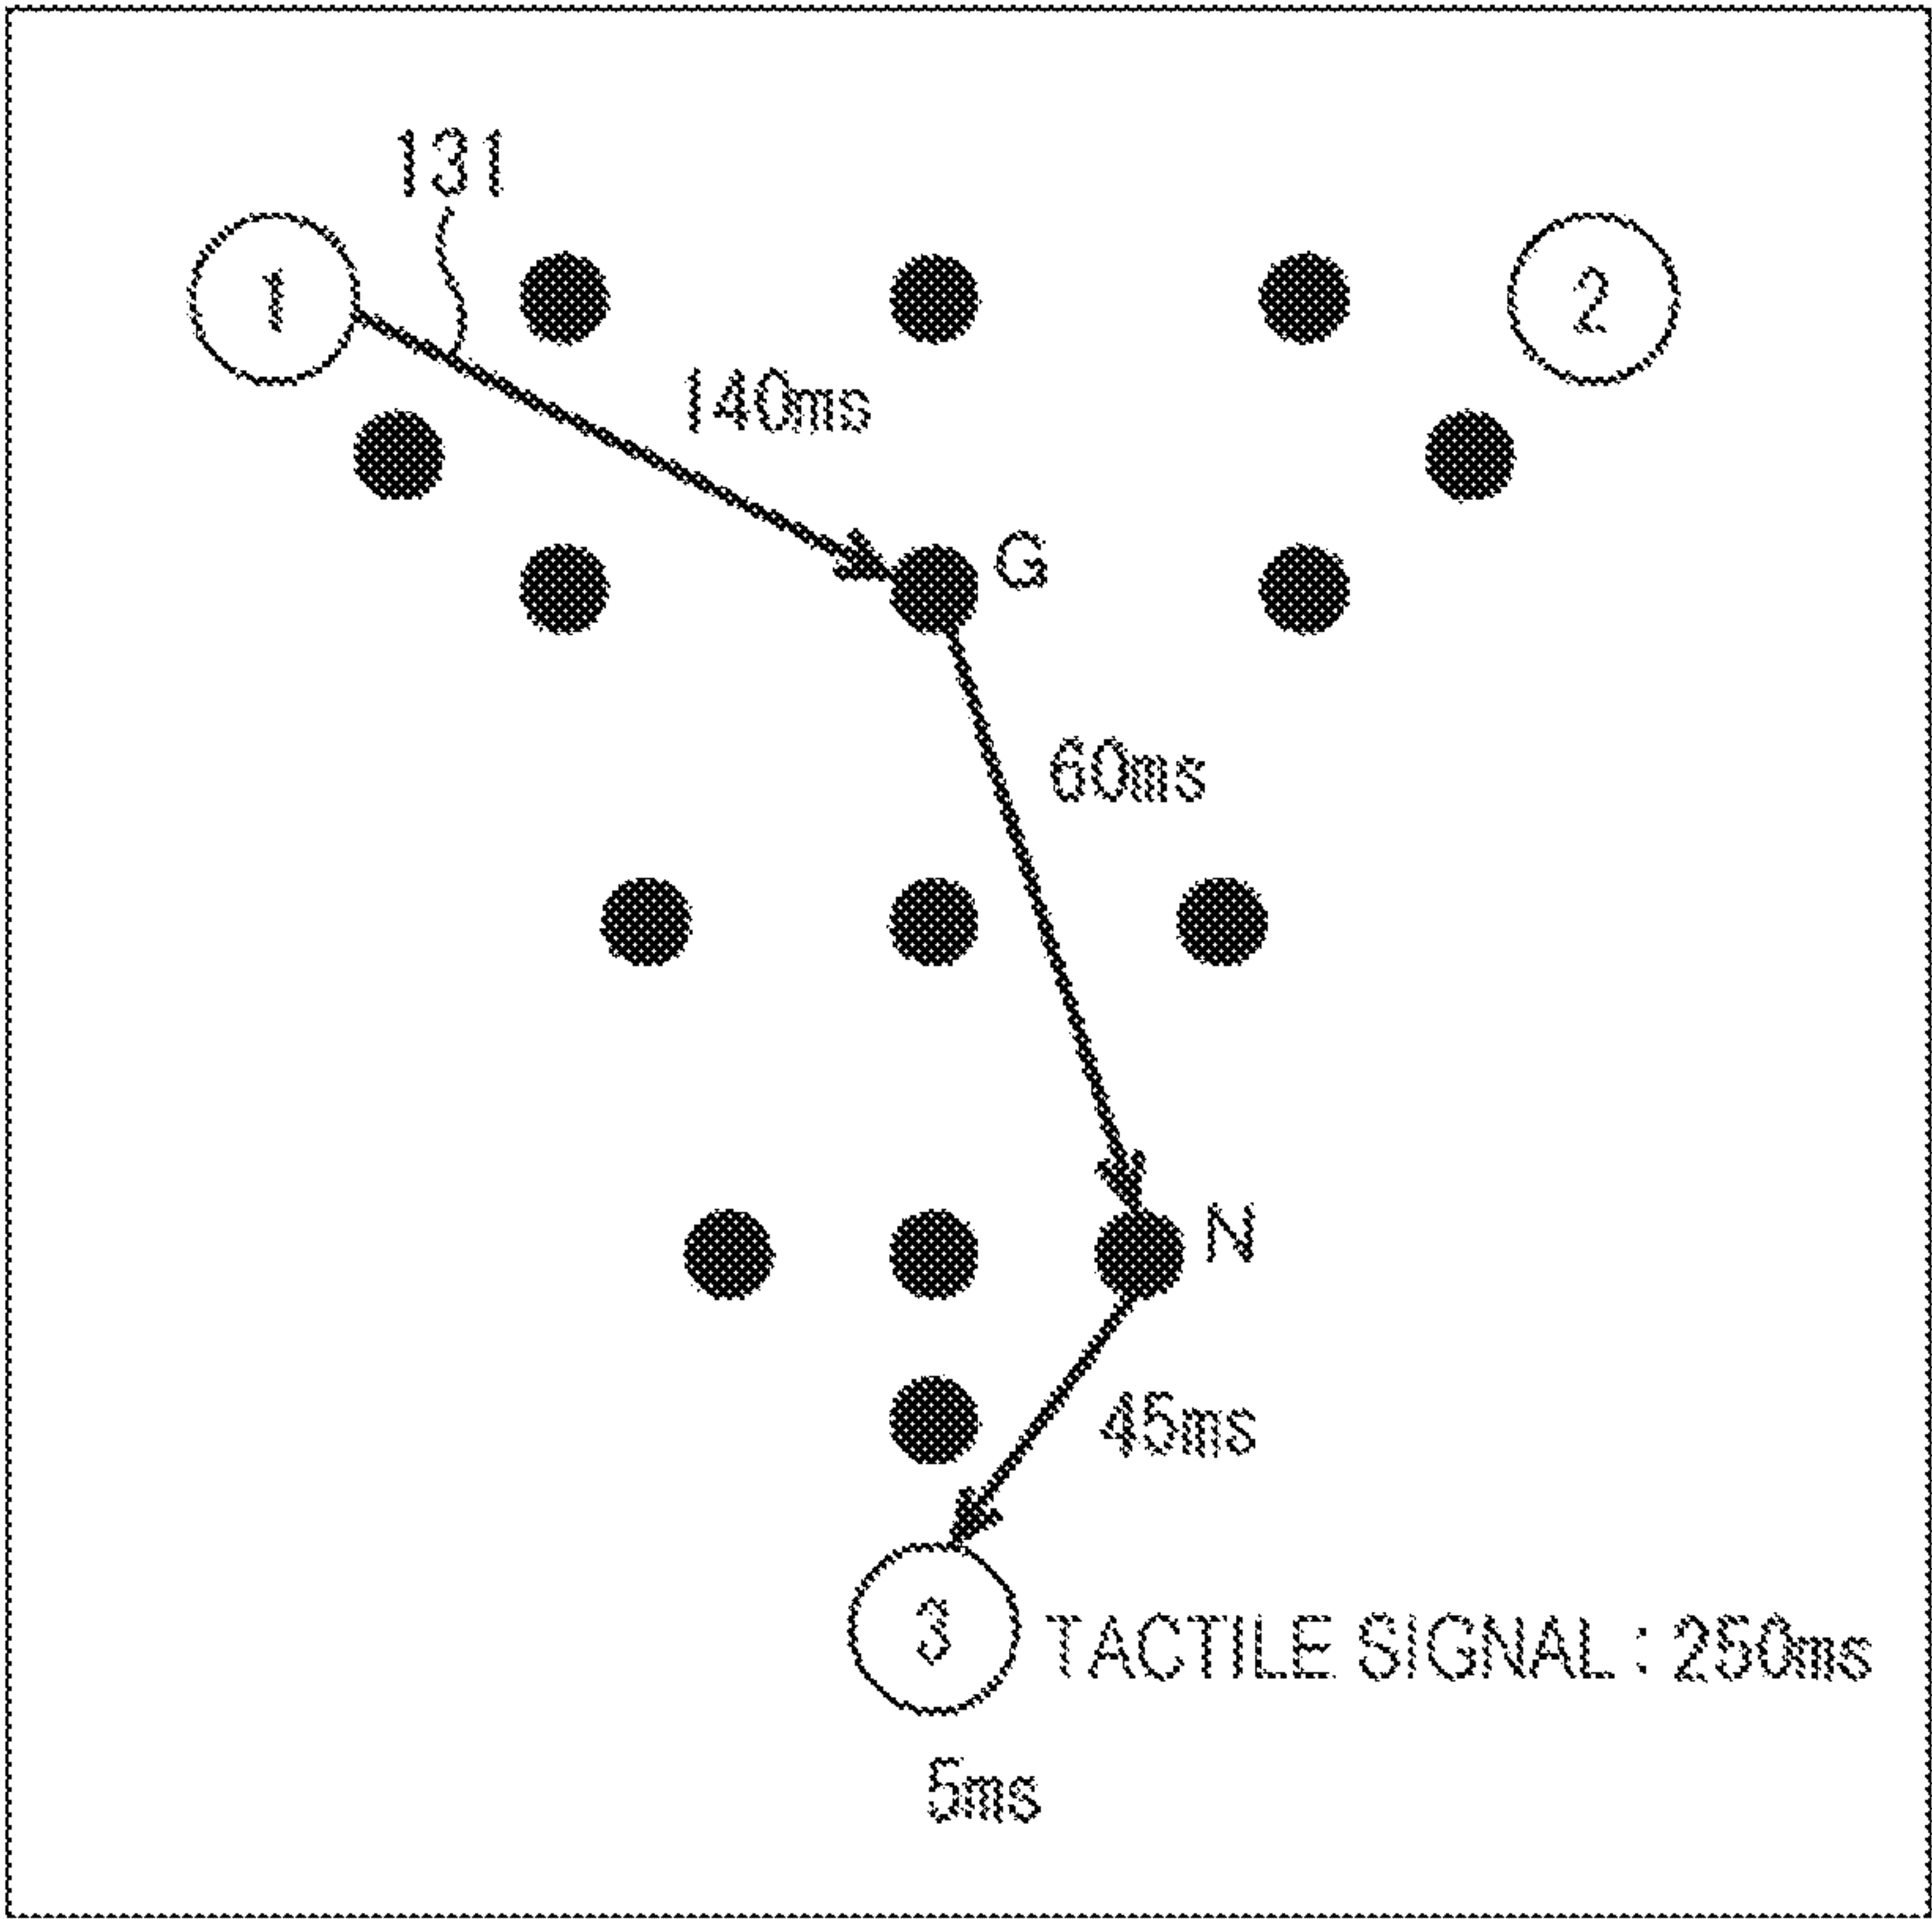 131
1
2
140ms
G
60ms
N
45ms
3
TACTILE SIGNAL : 250ms
5ms